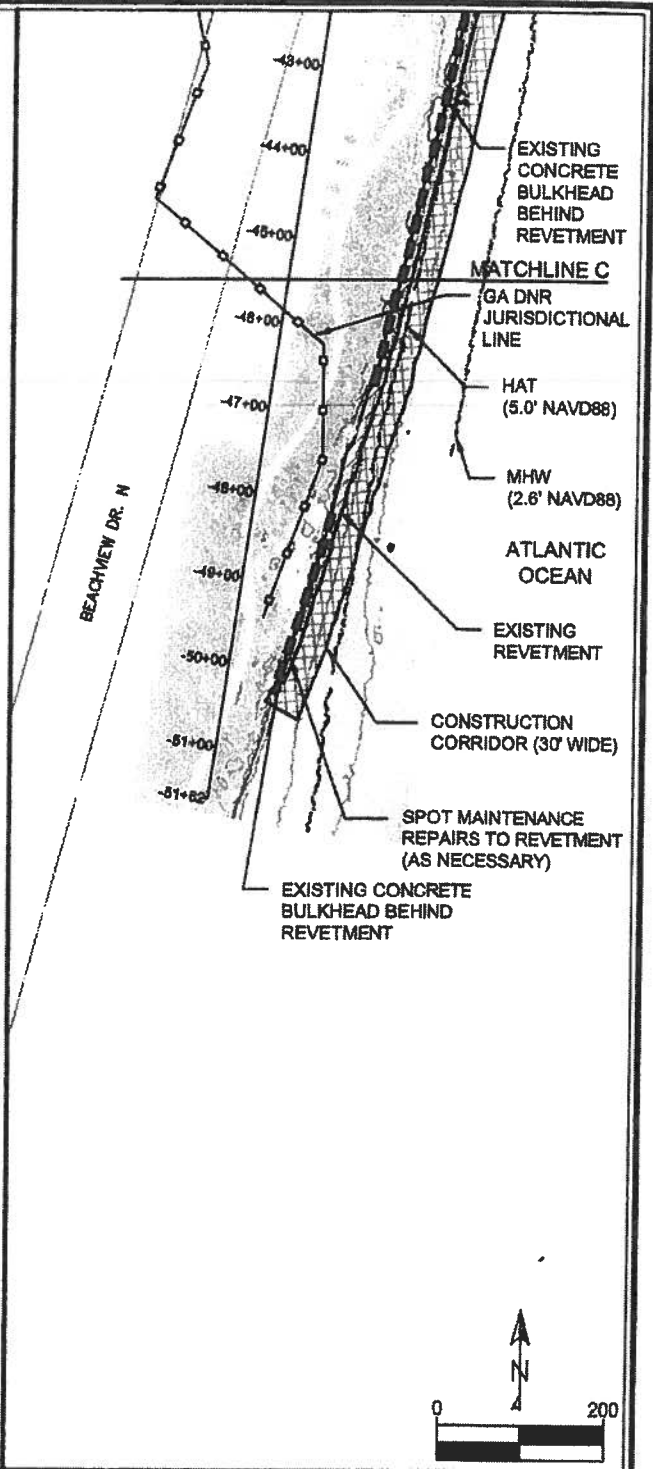 -43+00
-44+00
-45+00
-46+00
-47+00
-48+00
-49+00
-50+00
-51+00
-51+62
BEACHVIEW DR. N
EXISTING
CONCRETE
BULKHEAD
BEHIND
REVETMENT
MATCHLINE C
GA DNR
JURISDICTIONAL
LINE
HAT
(5.0' NAVD88)
MHW
(2.6' NAVD88)
ATLANTIC
OCEAN
EXISTING
REVETMENT
CONSTRUCTION
CORRIDOR (30' WIDE)
SPOT MAINTENANCE
REPAIRS TO REVETMENT
(AS NECESSARY)
EXISTING CONCRETE
BULKHEAD BEHIND
REVETMENT
N
0
200